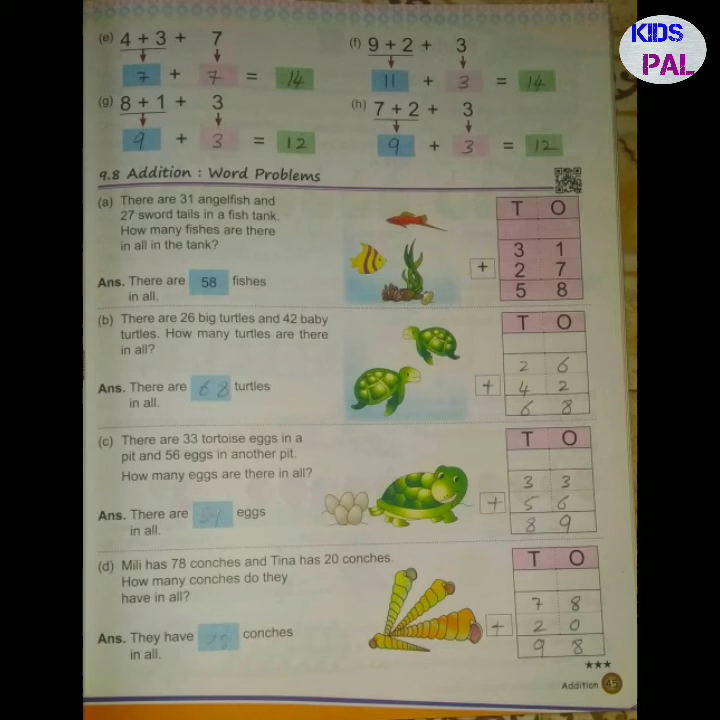 KIDS
PAL
(e) 4 + 3 + 7
7 + 7 = 14
(f) 9 + 2 + 3
11 + 3 = 14
(g) 8 + 1 + 3
9 + 3 = 12
(h) 7 + 2 + 3
9 + 3 = 12
9.8 Addition : Word Problems
(a) There are 31 angelfish and
27 sword tails in a fish tank.
How many fishes are there
in all in the tank?
Ans. There are 58 fishes
in all.
T O
3 1
+ 2 7
5 8
(b) There are 26 big turtles and 42 baby
turtles. How many turtles are there
in all?
Ans. There are 68 turtles
in all.
T O
2 6
+ 4 2
6 8
(c) There are 33 tortoise eggs in a
pit and 56 eggs in another pit.
How many eggs are there in all?
Ans. There are eggs
in all.
T O
3 3
+ 5 6
8 9
(d) Mili has 78 conches and Tina has 20 conches.
How many conches do they
have in all?
Ans. They have conches
in all.
T O
7 8
+ 2 0
9 8
★★★
Addition 45